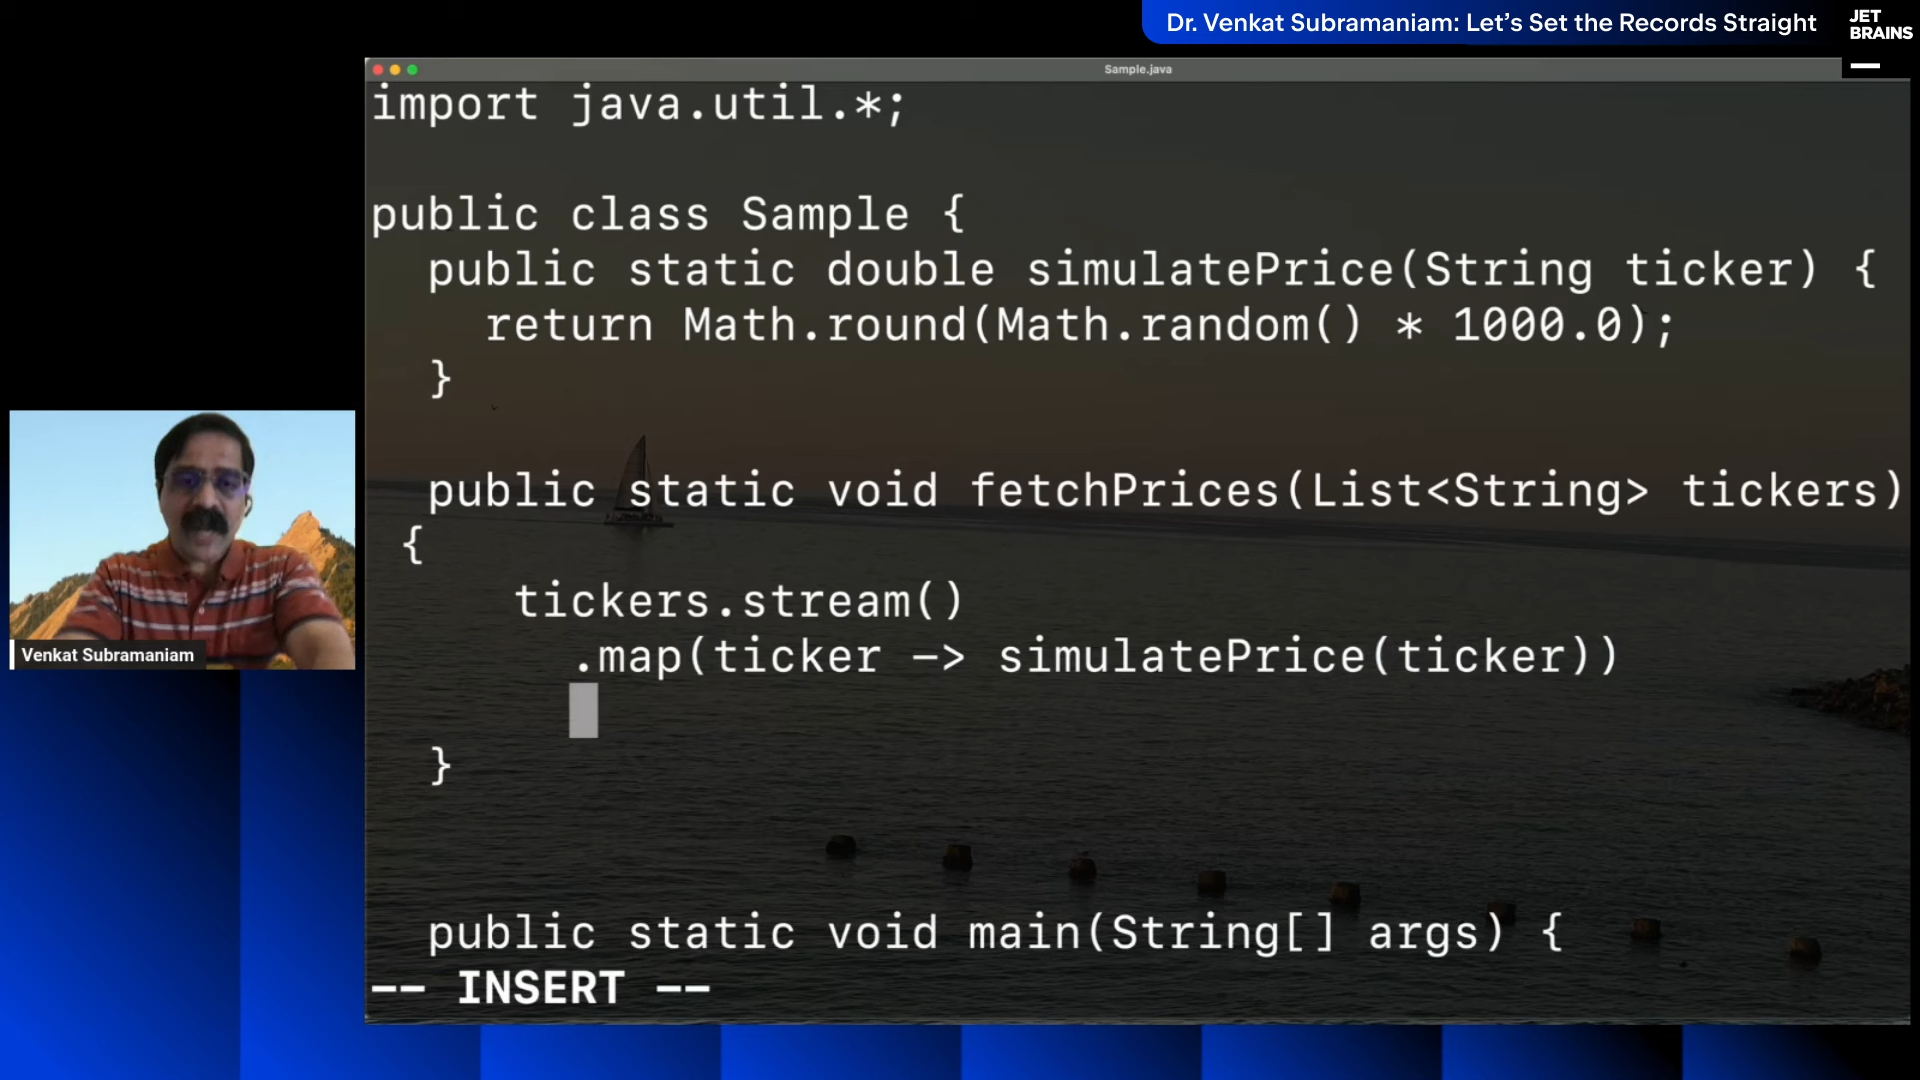 Dr. Venkat Subramaniam: Let’s Set the Records Straight
JET
BRAINS
Sample.java
import java.util.*;
public class Sample {
public static double simulatePrice(String ticker) {
return Math.round(Math.random() * 1000.0);
}
public static void fetchPrices(List<String> tickers)
{
tickers.stream()
.map(ticker -> simulatePrice(ticker))
}
public static void main(String[] args) {
-- INSERT --
Venkat Subramaniam